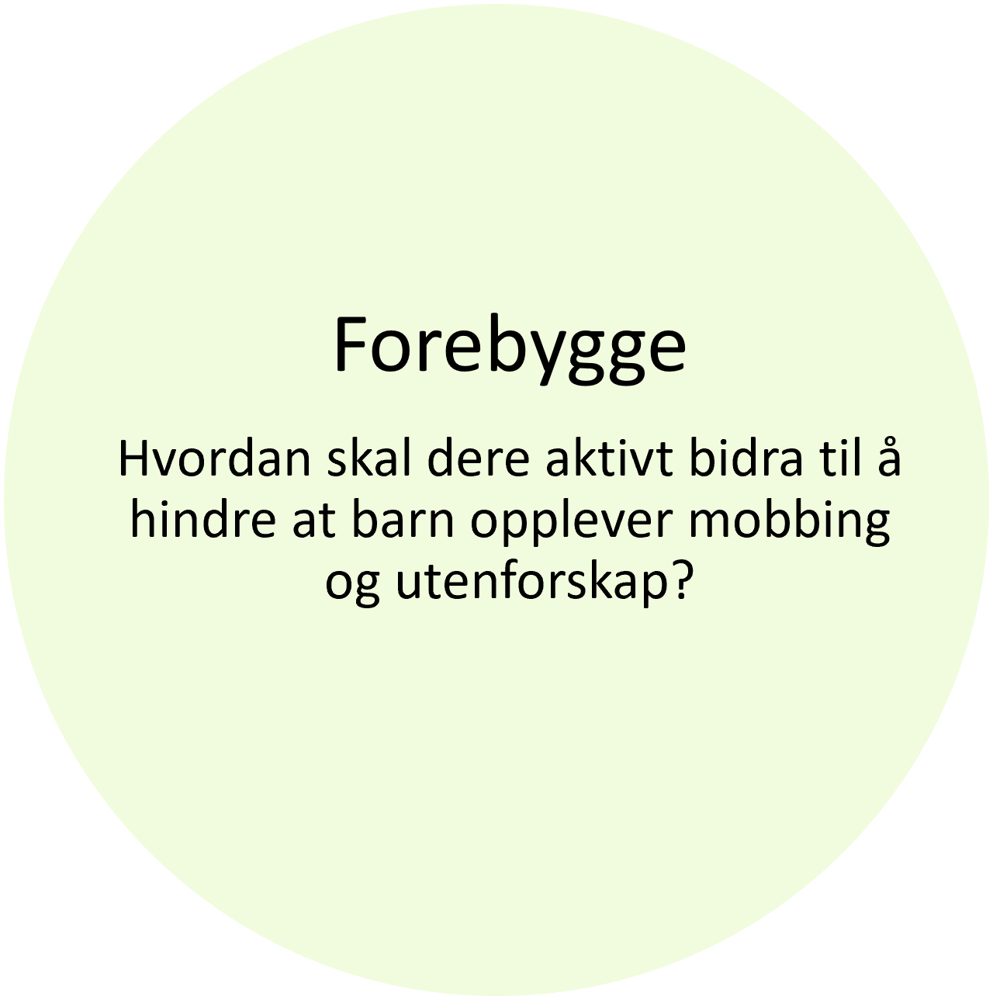 Forebygge
Hvordan skal dere aktivt bidra til å
hindre at barn opplever mobbing
og utenforskap?